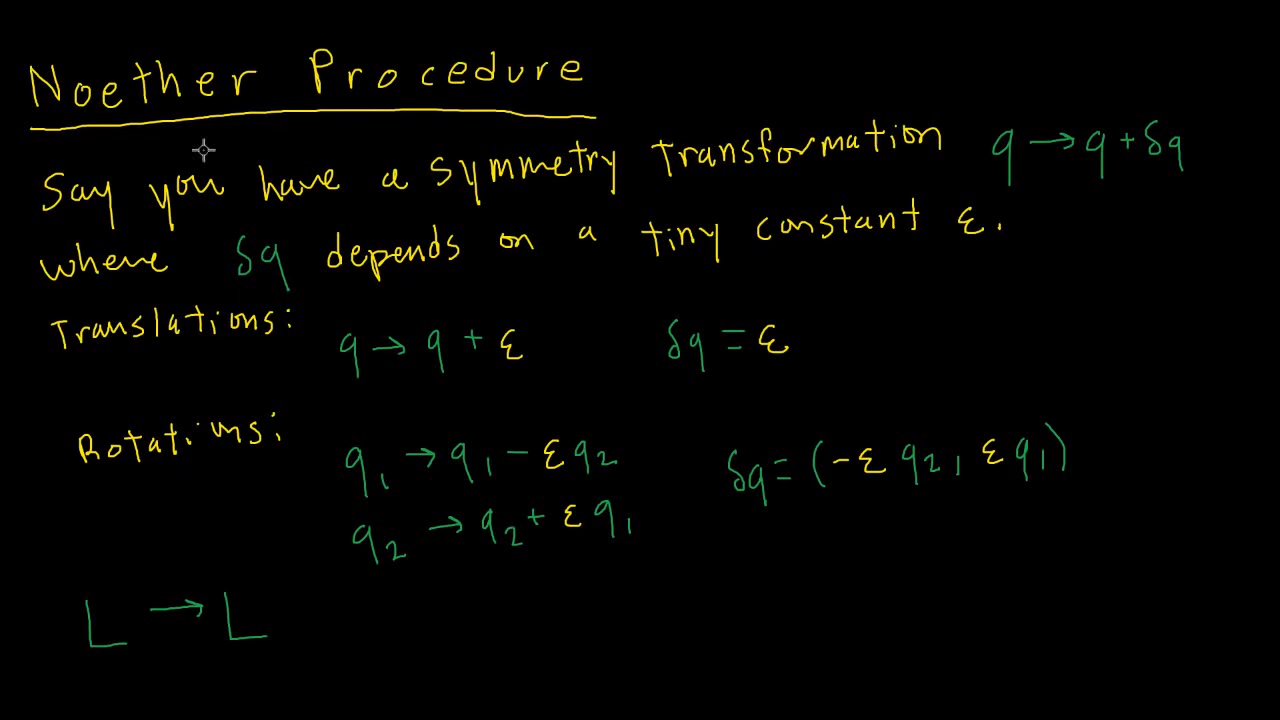 Noether Procedure
Say you have a symmetry transformation q → q + δq
where δq depends on a tiny constant ε.
Translations: q → q + ε δq = ε
Rotations: q₁ → q₁ - εq₂ δq = (-εq₂, εq₁)
q₂ → q₂ + εq₁
L → L